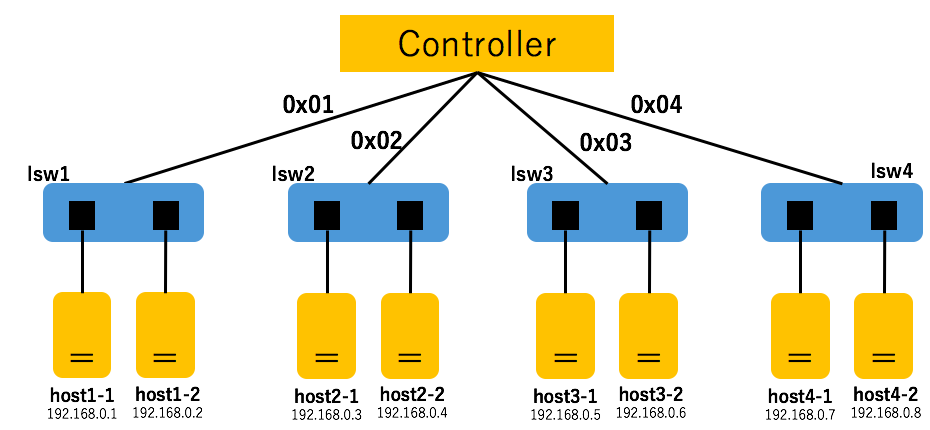 Controller
0x01
0x02
0x03
0x04
lsw1
lsw2
lsw3
lsw4
host1-1
192.168.0.1
host1-2
192.168.0.2
host2-1
192.168.0.3
host2-2
192.168.0.4
host3-1
192.168.0.5
host3-2
192.168.0.6
host4-1
192.168.0.7
host4-2
192.168.0.8